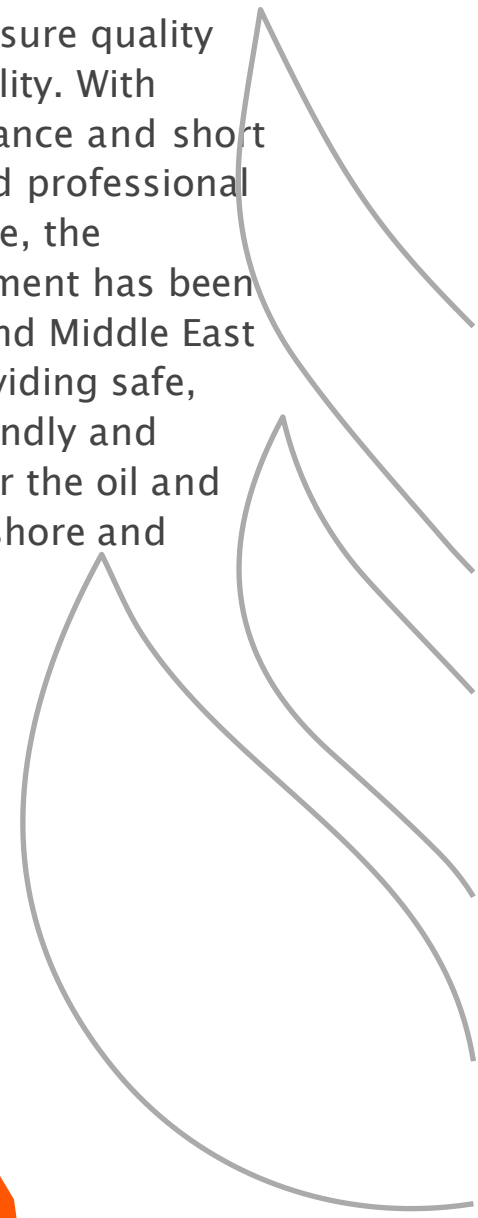 sure quality
lity. With
ance and short
d professional
e, the
ment has been
nd Middle East
viding safe,
ndly and
r the oil and
shore and